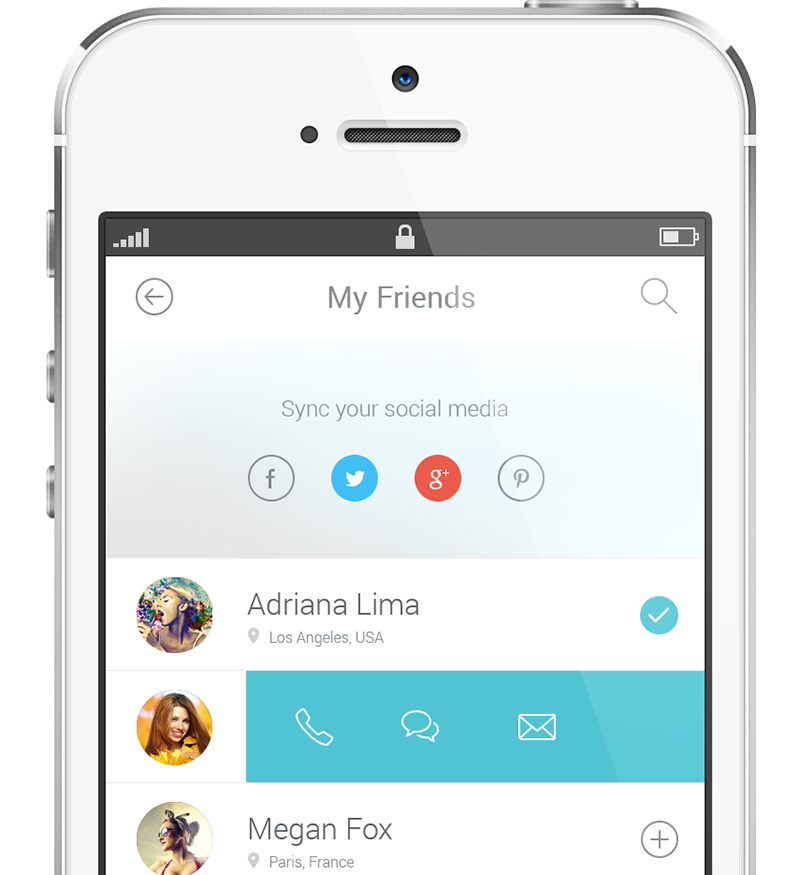 My Friends
Sync your social media
f
g+
Adriana Lima
Los Angeles, USA
Megan Fox
Paris, France